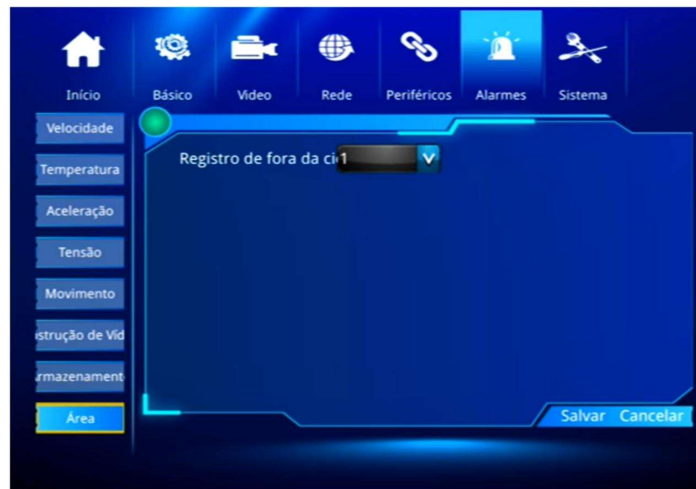 Início Básico Video Rede Periféricos Alarmes Sistema
Velocidade
Registro de fora da ci 1
Temperatura
Aceleração
Tensão
Movimento
strução de Víd
rmazenament
Área
Salvar Cancelar